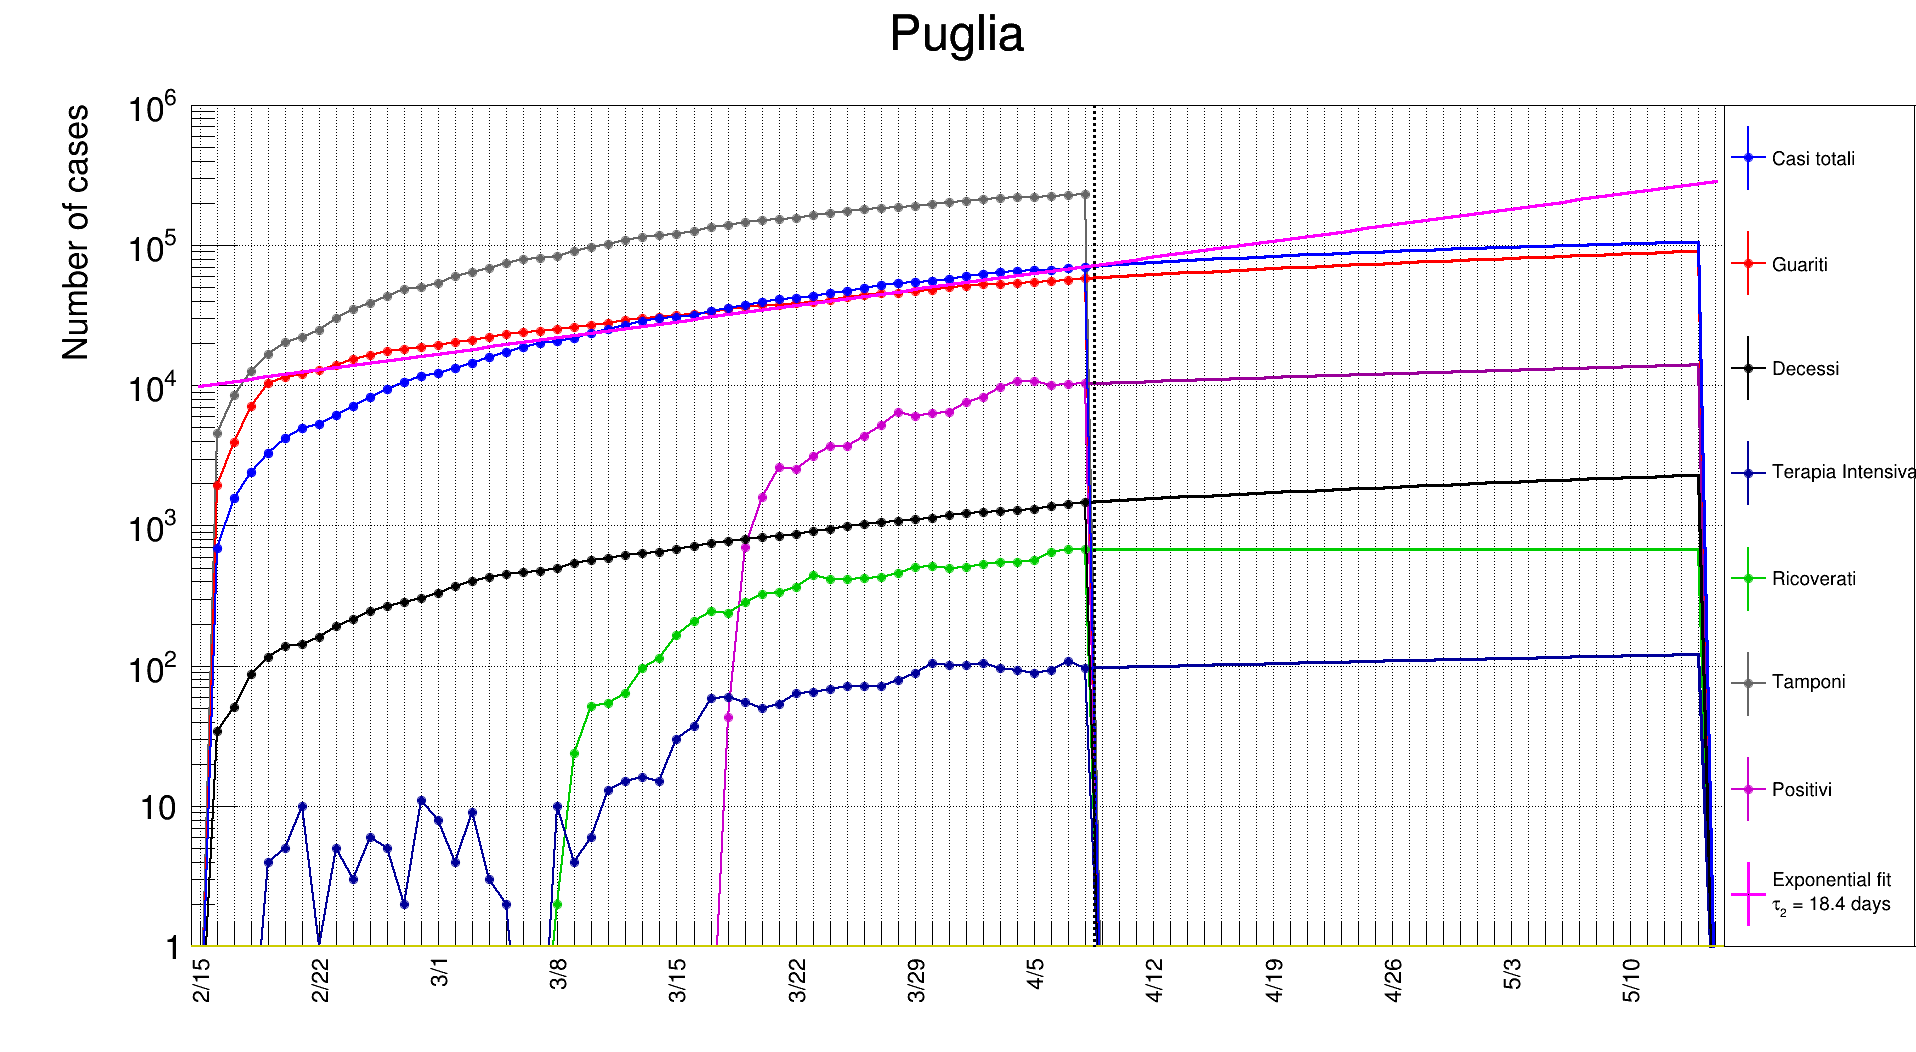 Puglia
Number of cases
10^6
10^5
10^4
10^3
10^2
10
1
2/15
2/22
3/1
3/8
3/15
3/22
3/29
4/5
4/12
4/19
4/26
5/3
5/10
Casi totali
Guariti
Decessi
Terapia Intensiva
Ricoverati
Tamponi
Positivi
Exponential fit
τ₂ = 18.4 days